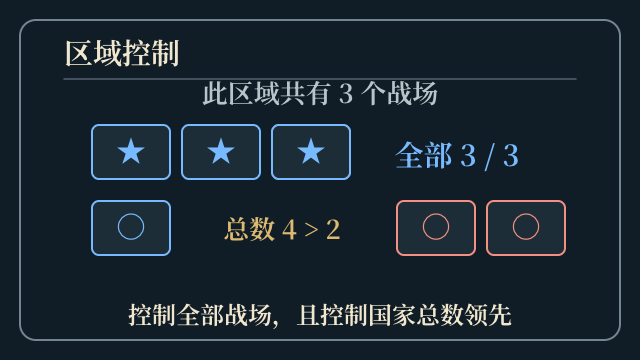 区域控制
此区域共有 3 个战场
★ ★ ★ 全部 3 / 3
○ 总数 4 > 2 ○ ○
控制全部战场，且控制国家总数领先